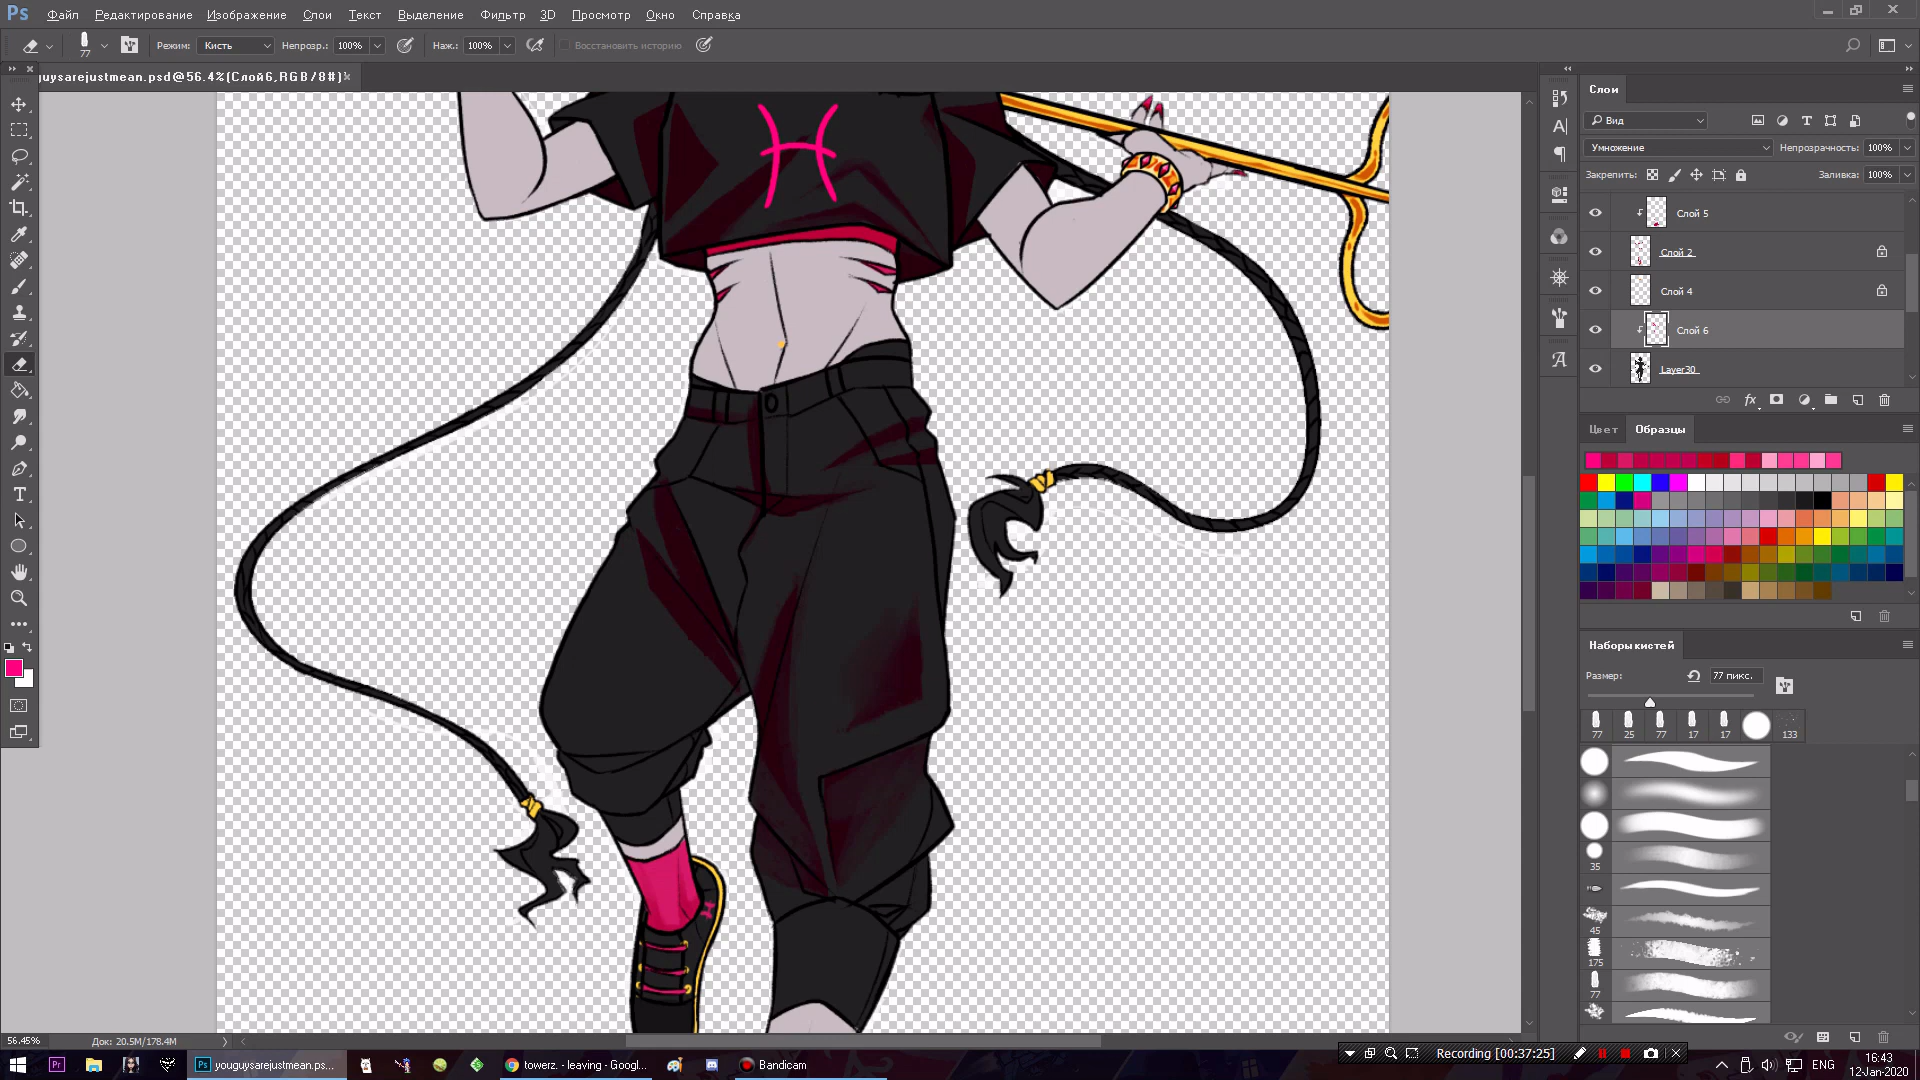 Ps Файл Редактирование Изображение Слои Текст Выделение Фильтр 3D Просмотр Окно Справка
77 Режим: Кисть Непрозр.: 100% Наж.: 100% Восстановить историю
guysarejustmean.psd@56.4%(Слой6,RGB/8#)
Слои
Вид
Умножение Непрозрачность: 100%
Закрепить: Заливка: 100%
Слой 5
Слой 2
Слой 4
Слой 6
Layer30
Цвет Образцы
Наборы кистей
Размер: 77 пикс.
77 25 77 17 17 133
35
45
175
77
56.45% Док: 20.5M/178.4M
Recording [00:37:25]
Pr Ps youguysarejustmean.ps... towerz. - leaving - Googl... Bandicam ENG 16:43
12-Jan-2020